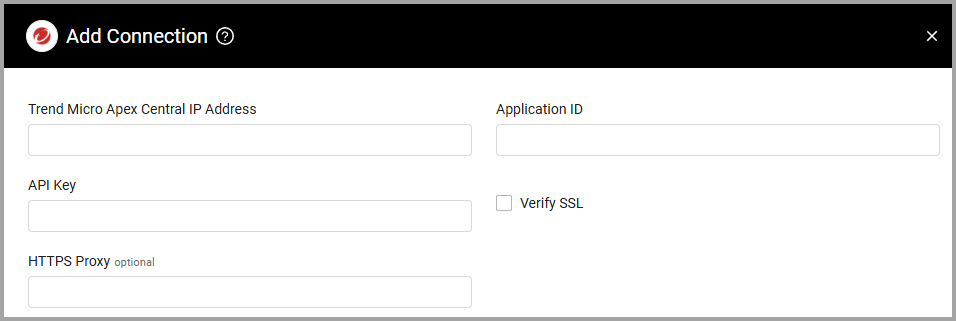 Add Connection ?
Trend Micro Apex Central IP Address
Application ID
API Key
Verify SSL
HTTPS Proxy optional